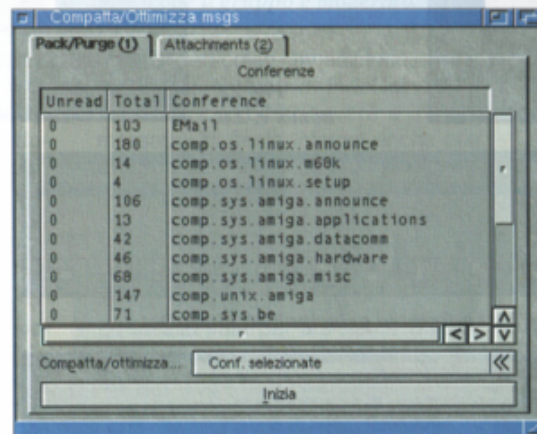 Compatta/Ottimizza msgs
Pack/Purge (1) Attachments (2)
Conferenze
Unread Total Conference
0 103 EMail
0 180 comp.os.linux.announce
0 14 comp.os.linux.m68k
0 4 comp.os.linux.setup
0 106 comp.sys.amiga.announce
0 13 comp.sys.amiga.applications
0 42 comp.sys.amiga.datacomm
0 46 comp.sys.amiga.hardware
0 68 comp.sys.amiga.misc
0 147 comp.unix.amiga
0 71 comp.sys.be
Compatta/ottimizza... Conf. selezionate
Inizia